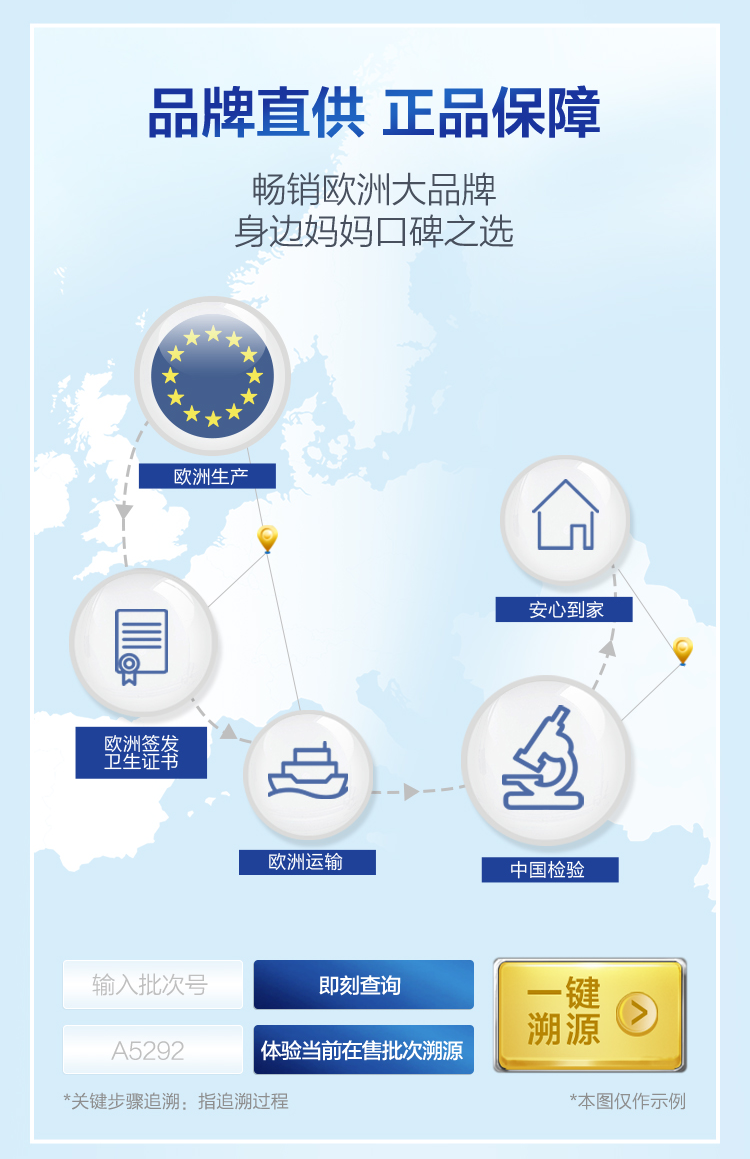 品牌直供 正品保障
畅销欧洲大品牌
身边妈妈口碑之选
欧洲生产
安心到家
欧洲签发
卫生证书
欧洲运输
中国检验
输入批次号
即刻查询
一键
溯源
A5292
体验当前在售批次溯源
*关键步骤追溯：指追溯过程
*本图仅作示例